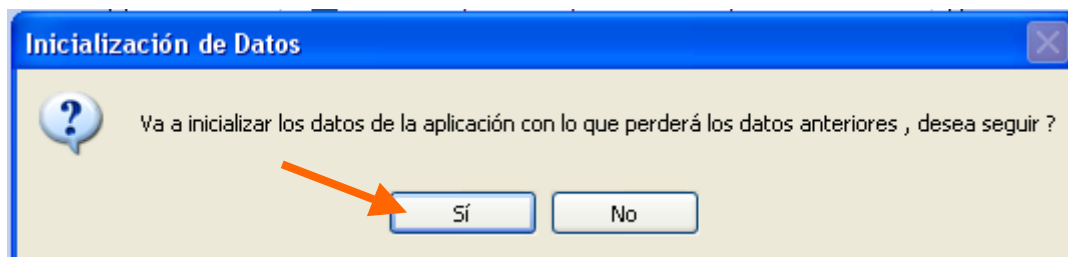 Inicialización de Datos
Va a inicializar los datos de la aplicación con lo que perderá los datos anteriores , desea seguir ?
Sí No